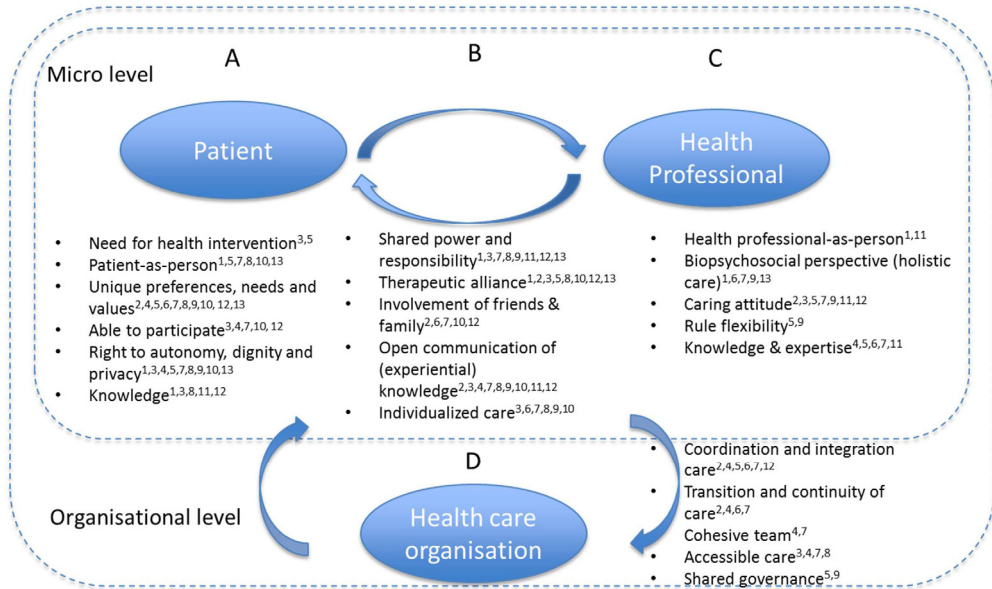 A
B
C
Micro level
Patient
Health
Professional
• Need for health intervention3,5
• Patient-as-person1,5,7,8,10,13
• Unique preferences, needs and
values2,4,5,6,7,8,9,10, 12,13
• Able to participate3,4,7,10, 12
• Right to autonomy, dignity and
privacy1,3,4,5,7,8,9,10,13
• Knowledge1,3,8,11,12
• Shared power and
responsibility1,3,7,8,9,11,12,13
• Therapeutic alliance1,2,3,5,8,10,12,13
• Involvement of friends &
family2,6,7,10,12
• Open communication of
(experiential)
knowledge2,3,4,7,8,9,10,11,12
• Individualized care3,6,7,8,9,10
• Health professional-as-person1,11
• Biopsychosocial perspective (holistic
care)1,6,7,9,13
• Caring attitude2,3,5,7,9,11,12
• Rule flexibility5,9
• Knowledge & expertise4,5,6,7,11
D
Organisational level
Health care
organisation
• Coordination and integration
care2,4,5,6,7,12
• Transition and continuity of
care2,4,6,7
• Cohesive team4,7
• Accessible care3,4,7,8
• Shared governance5,9